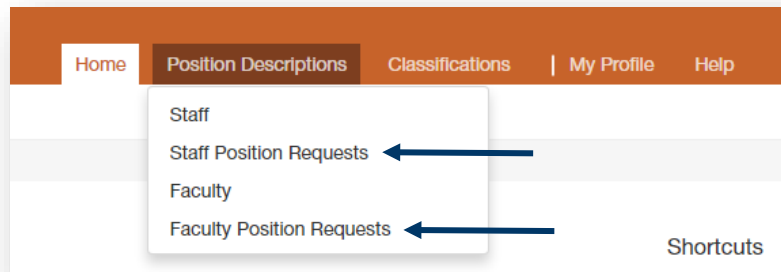 Home Position Descriptions Classifications | My Profile Help
Staff
Staff Position Requests
Faculty
Faculty Position Requests
Shortcuts